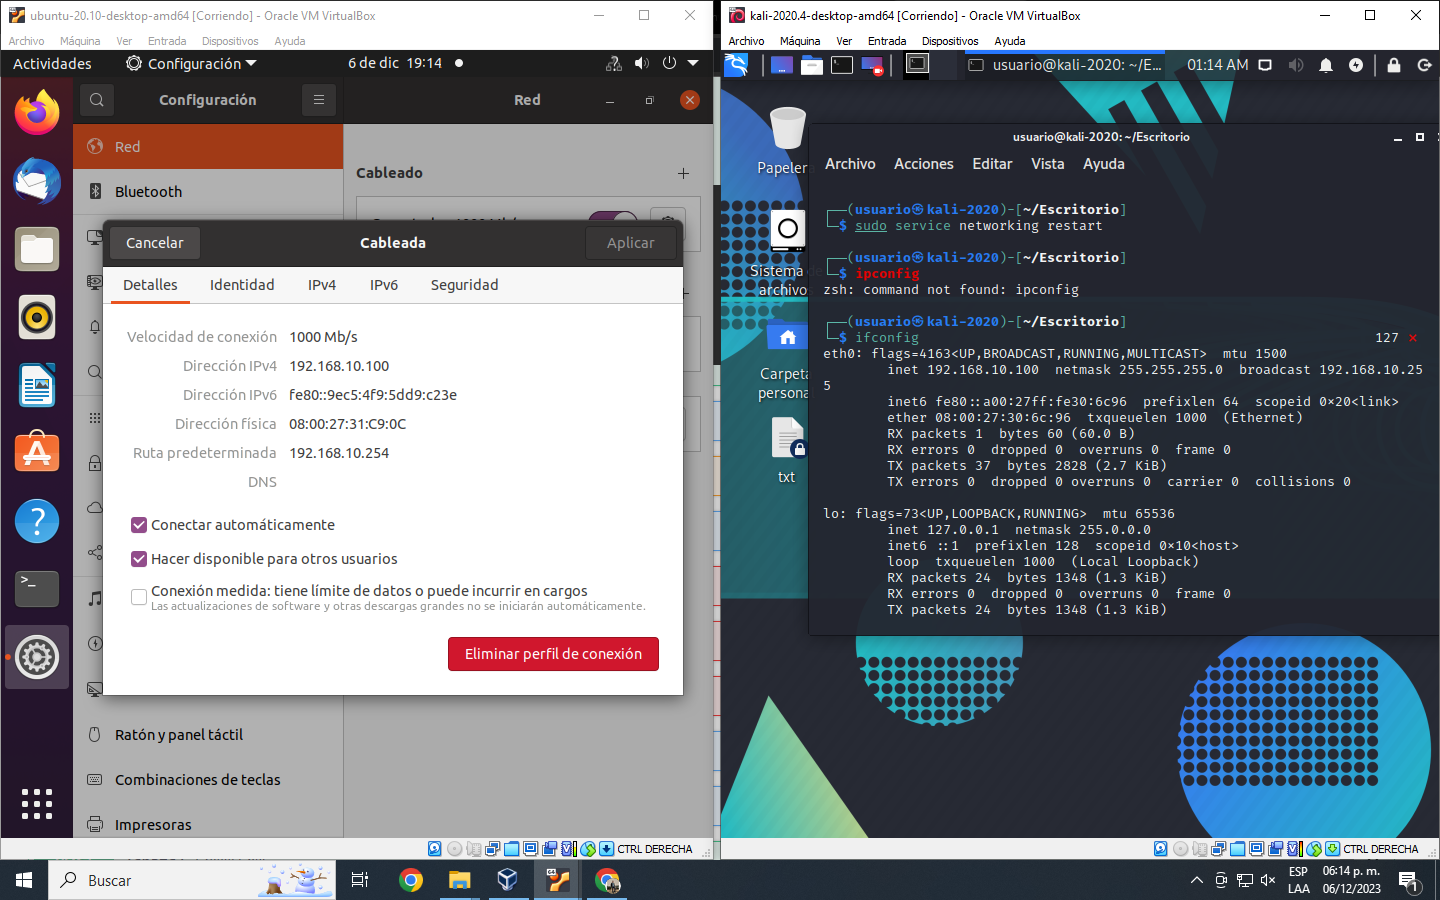 ubuntu-20.10-desktop-amd64 [Corriendo] - Oracle VM VirtualBox
Archivo Máquina Ver Entrada Dispositivos Ayuda
Actividades Configuración 6 de dic 19:14
Configuración Red
Red
Bluetooth
Cableado
Cancelar Cableada Aplicar
Detalles Identidad IPv4 IPv6 Seguridad
Velocidad de conexión 1000 Mb/s
Dirección IPv4 192.168.10.100
Dirección IPv6 fe80::9ec5:4f9:5dd9:c23e
Dirección física 08:00:27:31:C9:0C
Ruta predeterminada 192.168.10.254
DNS
Conectar automáticamente
Hacer disponible para otros usuarios
Conexión medida: tiene límite de datos o puede incurrir en cargos
Las actualizaciones de software y otras descargas grandes no se iniciarán automáticamente.
Eliminar perfil de conexión
Ratón y panel táctil
Combinaciones de teclas
Impresoras
CTRL DERECHA
kali-2020.4-desktop-amd64 [Corriendo] - Oracle VM VirtualBox
Archivo Máquina Ver Entrada Dispositivos Ayuda
usuario@kali-2020: ~/E... 01:14 AM
Papelera
Sistema de
archivos
Carpeta
personal
txt
usuario@kali-2020: ~/Escritorio
Archivo Acciones Editar Vista Ayuda
┌──(usuario㉿kali-2020)-[~/Escritorio]
└─$ sudo service networking restart
┌──(usuario㉿kali-2020)-[~/Escritorio]
└─$ ipconfig
zsh: command not found: ipconfig
┌──(usuario㉿kali-2020)-[~/Escritorio]
└─$ ifconfig 127 ⨯
eth0: flags=4163<UP,BROADCAST,RUNNING,MULTICAST> mtu 1500
inet 192.168.10.100 netmask 255.255.255.0 broadcast 192.168.10.25
5
inet6 fe80::a00:27ff:fe30:6c96 prefixlen 64 scopeid 0×20<link>
ether 08:00:27:30:6c:96 txqueuelen 1000 (Ethernet)
RX packets 1 bytes 60 (60.0 B)
RX errors 0 dropped 0 overruns 0 frame 0
TX packets 37 bytes 2828 (2.7 KiB)
TX errors 0 dropped 0 overruns 0 carrier 0 collisions 0
lo: flags=73<UP,LOOPBACK,RUNNING> mtu 65536
inet 127.0.0.1 netmask 255.0.0.0
inet6 ::1 prefixlen 128 scopeid 0×10<host>
loop txqueuelen 1000 (Local Loopback)
RX packets 24 bytes 1348 (1.3 KiB)
RX errors 0 dropped 0 overruns 0 frame 0
TX packets 24 bytes 1348 (1.3 KiB)
CTRL DERECHA
Buscar
ESP 06:14 p. m.
LAA 06/12/2023
1